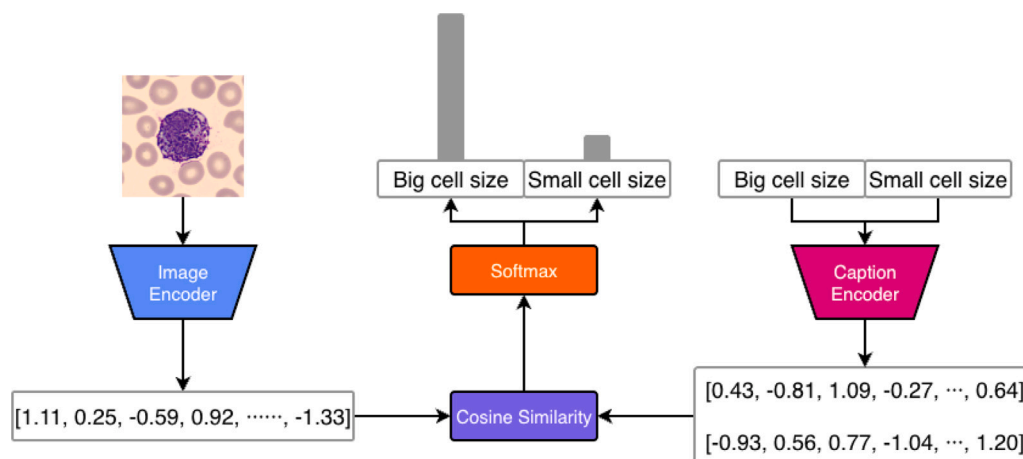 Big cell size
Small cell size
Big cell size
Small cell size
Image
Encoder
Softmax
Caption
Encoder
[1.11, 0.25, -0.59, 0.92, ······, -1.33]
Cosine Similarity
[0.43, -0.81, 1.09, -0.27, ···, 0.64]
[-0.93, 0.56, 0.77, -1.04, ···, 1.20]